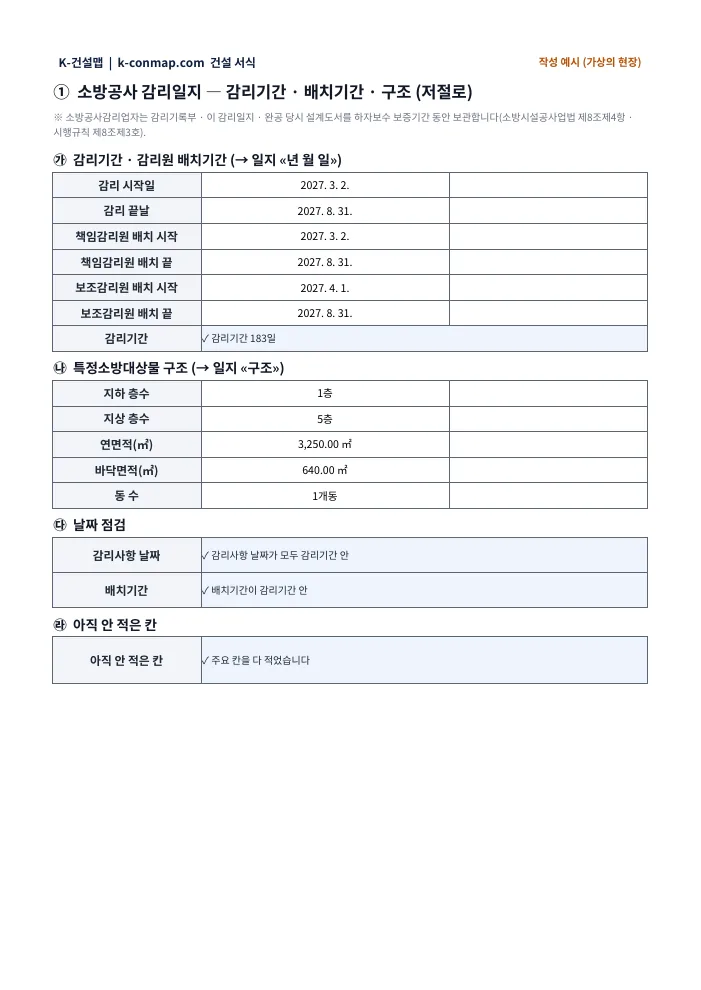 K-건설맵 | k-conmap.com 건설 서식
작성 예시 (가상의 현장)
① 소방공사 감리일지 — 감리기간 · 배치기간 · 구조 (저절로)
※ 소방공사감리업자는 감리기록부 · 이 감리일지 · 완공 당시 설계도서를 하자보수 보증기간 동안 보관합니다(소방시설공사업법 제8조제4항 ·
시행규칙 제8조제3호).
㉮ 감리기간 · 감리원 배치기간 (→ 일지 «년 월 일»)
감리 시작일 2027. 3. 2.
감리 끝날 2027. 8. 31.
책임감리원 배치 시작 2027. 3. 2.
책임감리원 배치 끝 2027. 8. 31.
보조감리원 배치 시작 2027. 4. 1.
보조감리원 배치 끝 2027. 8. 31.
감리기간 ✓ 감리기간 183일
㉯ 특정소방대상물 구조 (→ 일지 «구조»)
지하 층수 1층
지상 층수 5층
연면적(㎡) 3,250.00 ㎡
바닥면적(㎡) 640.00 ㎡
동 수 1개동
㉰ 날짜 점검
감리사항 날짜 ✓ 감리사항 날짜가 모두 감리기간 안
배치기간 ✓ 배치기간이 감리기간 안
㉱ 아직 안 적은 칸
아직 안 적은 칸 ✓ 주요 칸을 다 적었습니다